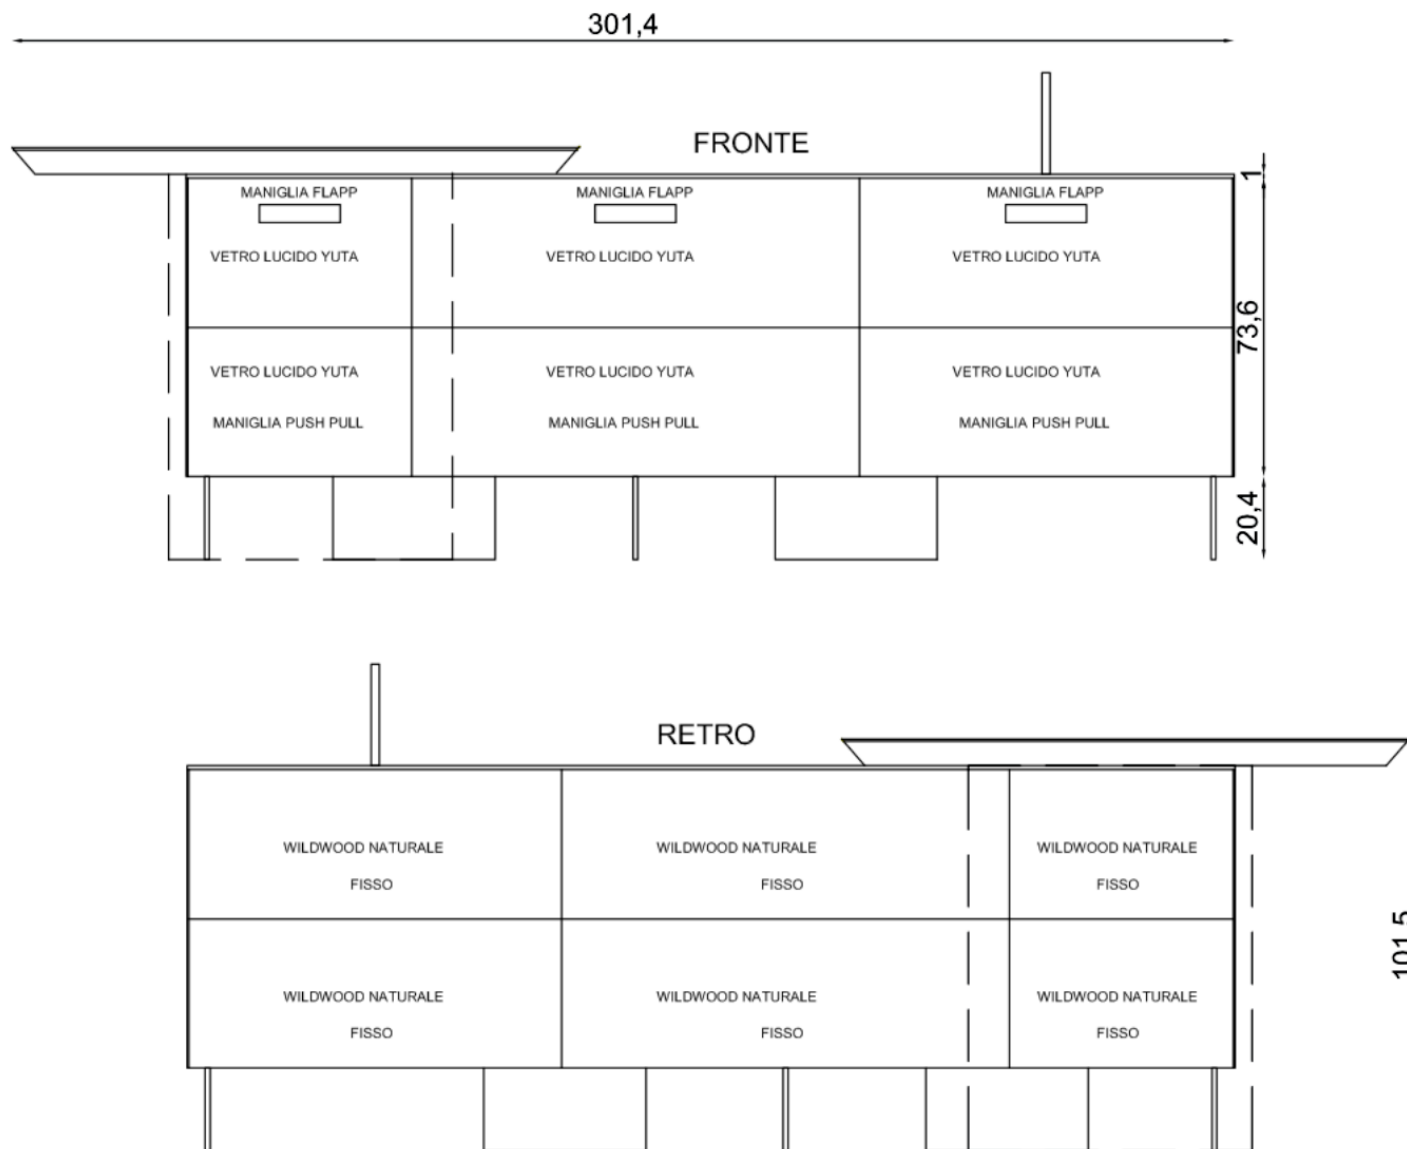 301,4
FRONTE
1
MANIGLIA FLAPP
MANIGLIA FLAPP
MANIGLIA FLAPP
VETRO LUCIDO YUTA
VETRO LUCIDO YUTA
VETRO LUCIDO YUTA
73,6
VETRO LUCIDO YUTA
VETRO LUCIDO YUTA
VETRO LUCIDO YUTA
MANIGLIA PUSH PULL
MANIGLIA PUSH PULL
MANIGLIA PUSH PULL
20,4
RETRO
WILDWOOD NATURALE
FISSO
WILDWOOD NATURALE
FISSO
WILDWOOD NATURALE
FISSO
101,5
WILDWOOD NATURALE
FISSO
WILDWOOD NATURALE
FISSO
WILDWOOD NATURALE
FISSO